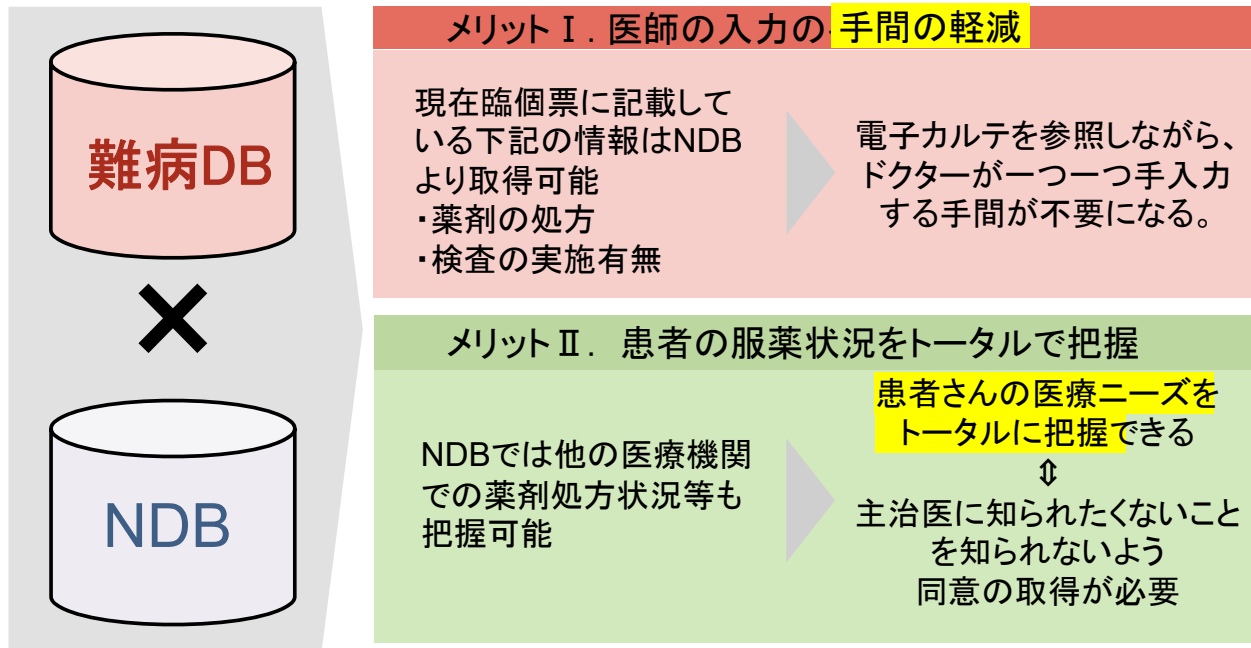 難病DB
×
NDB
メリットⅠ. 医師の入力の手間の軽減
現在臨個票に記載して
いる下記の情報はNDB
より取得可能
・薬剤の処方
・検査の実施有無
電子カルテを参照しながら、
ドクターが一つ一つ手入力
する手間が不要になる。
メリットⅡ. 患者の服薬状況をトータルで把握
NDBでは他の医療機関
での薬剤処方状況等も
把握可能
患者さんの医療ニーズを
トータルに把握できる
⇕
主治医に知られたくないこと
を知られないよう
同意の取得が必要